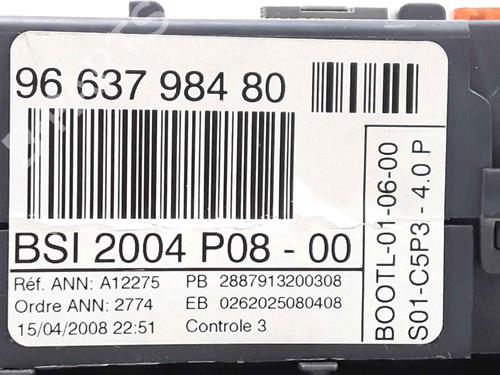 96 637 984 80
BSI 2004 P08 - 00
Réf. ANN: A12275 PB 2887913200308
Ordre ANN: 2774 EB 0262025080408
15/04/2008 22:51 Controle 3
BOOTL-01-06-00
S01-C5P3 - 4.0 P